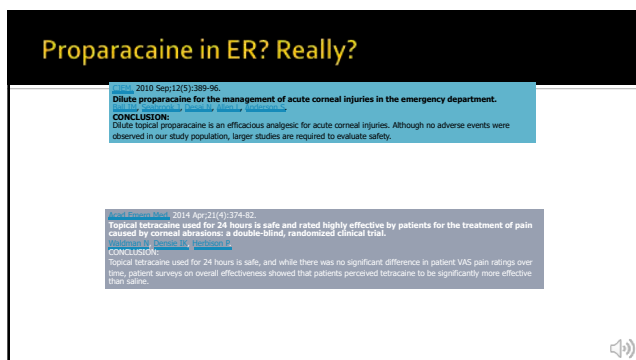 Proparacaine in ER? Really?
CJEM. 2010 Sep;12(5):389-96.
Dilute proparacaine for the management of acute corneal injuries in the emergency department.
Ball IM, Seabrook J, Desai N, Allen L, Anderson S.
CONCLUSION:
Dilute topical proparacaine is an efficacious analgesic for acute corneal injuries. Although no adverse events were
observed in our study population, larger studies are required to evaluate safety.
Acad Emerg Med. 2014 Apr;21(4):374-82.
Topical tetracaine used for 24 hours is safe and rated highly effective by patients for the treatment of pain
caused by corneal abrasions: a double-blind, randomized clinical trial.
Waldman N, Densie IK, Herbison P.
CONCLUSION:
Topical tetracaine used for 24 hours is safe, and while there was no significant difference in patient VAS pain ratings over
time, patient surveys on overall effectiveness showed that patients perceived tetracaine to be significantly more effective
than saline.